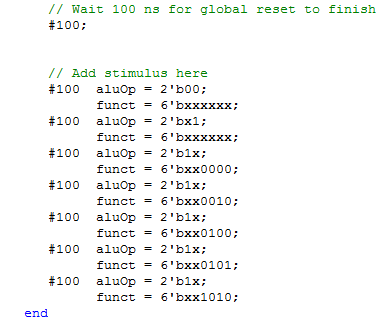 // Wait 100 ns for global reset to finish
#100;
// Add stimulus here
#100 aluOp = 2'b00;
funct = 6'bxxxxxx;
#100 aluOp = 2'bx1;
funct = 6'bxxxxxx;
#100 aluOp = 2'b1x;
funct = 6'bxx0000;
#100 aluOp = 2'b1x;
funct = 6'bxx0010;
#100 aluOp = 2'b1x;
funct = 6'bxx0100;
#100 aluOp = 2'b1x;
funct = 6'bxx0101;
#100 aluOp = 2'b1x;
funct = 6'bxx1010;
end